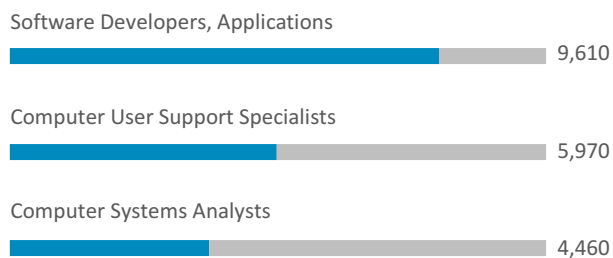 Software Developers, Applications
9,610
Computer User Support Specialists
5,970
Computer Systems Analysts
4,460